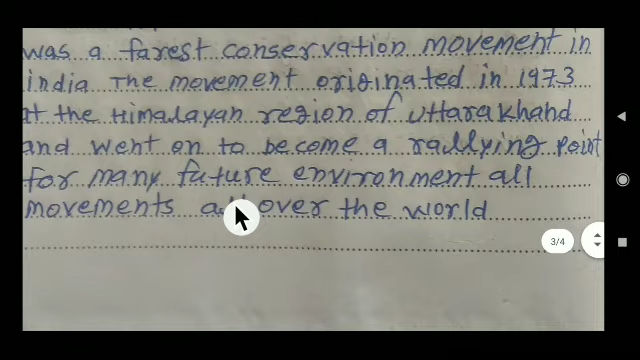 was a farest conservation movement in
india The movement originated in 1973
at the Himalayan region of uttarakhand
and went on to become a rallying point
for many future environment all
movements all over the world
3/4